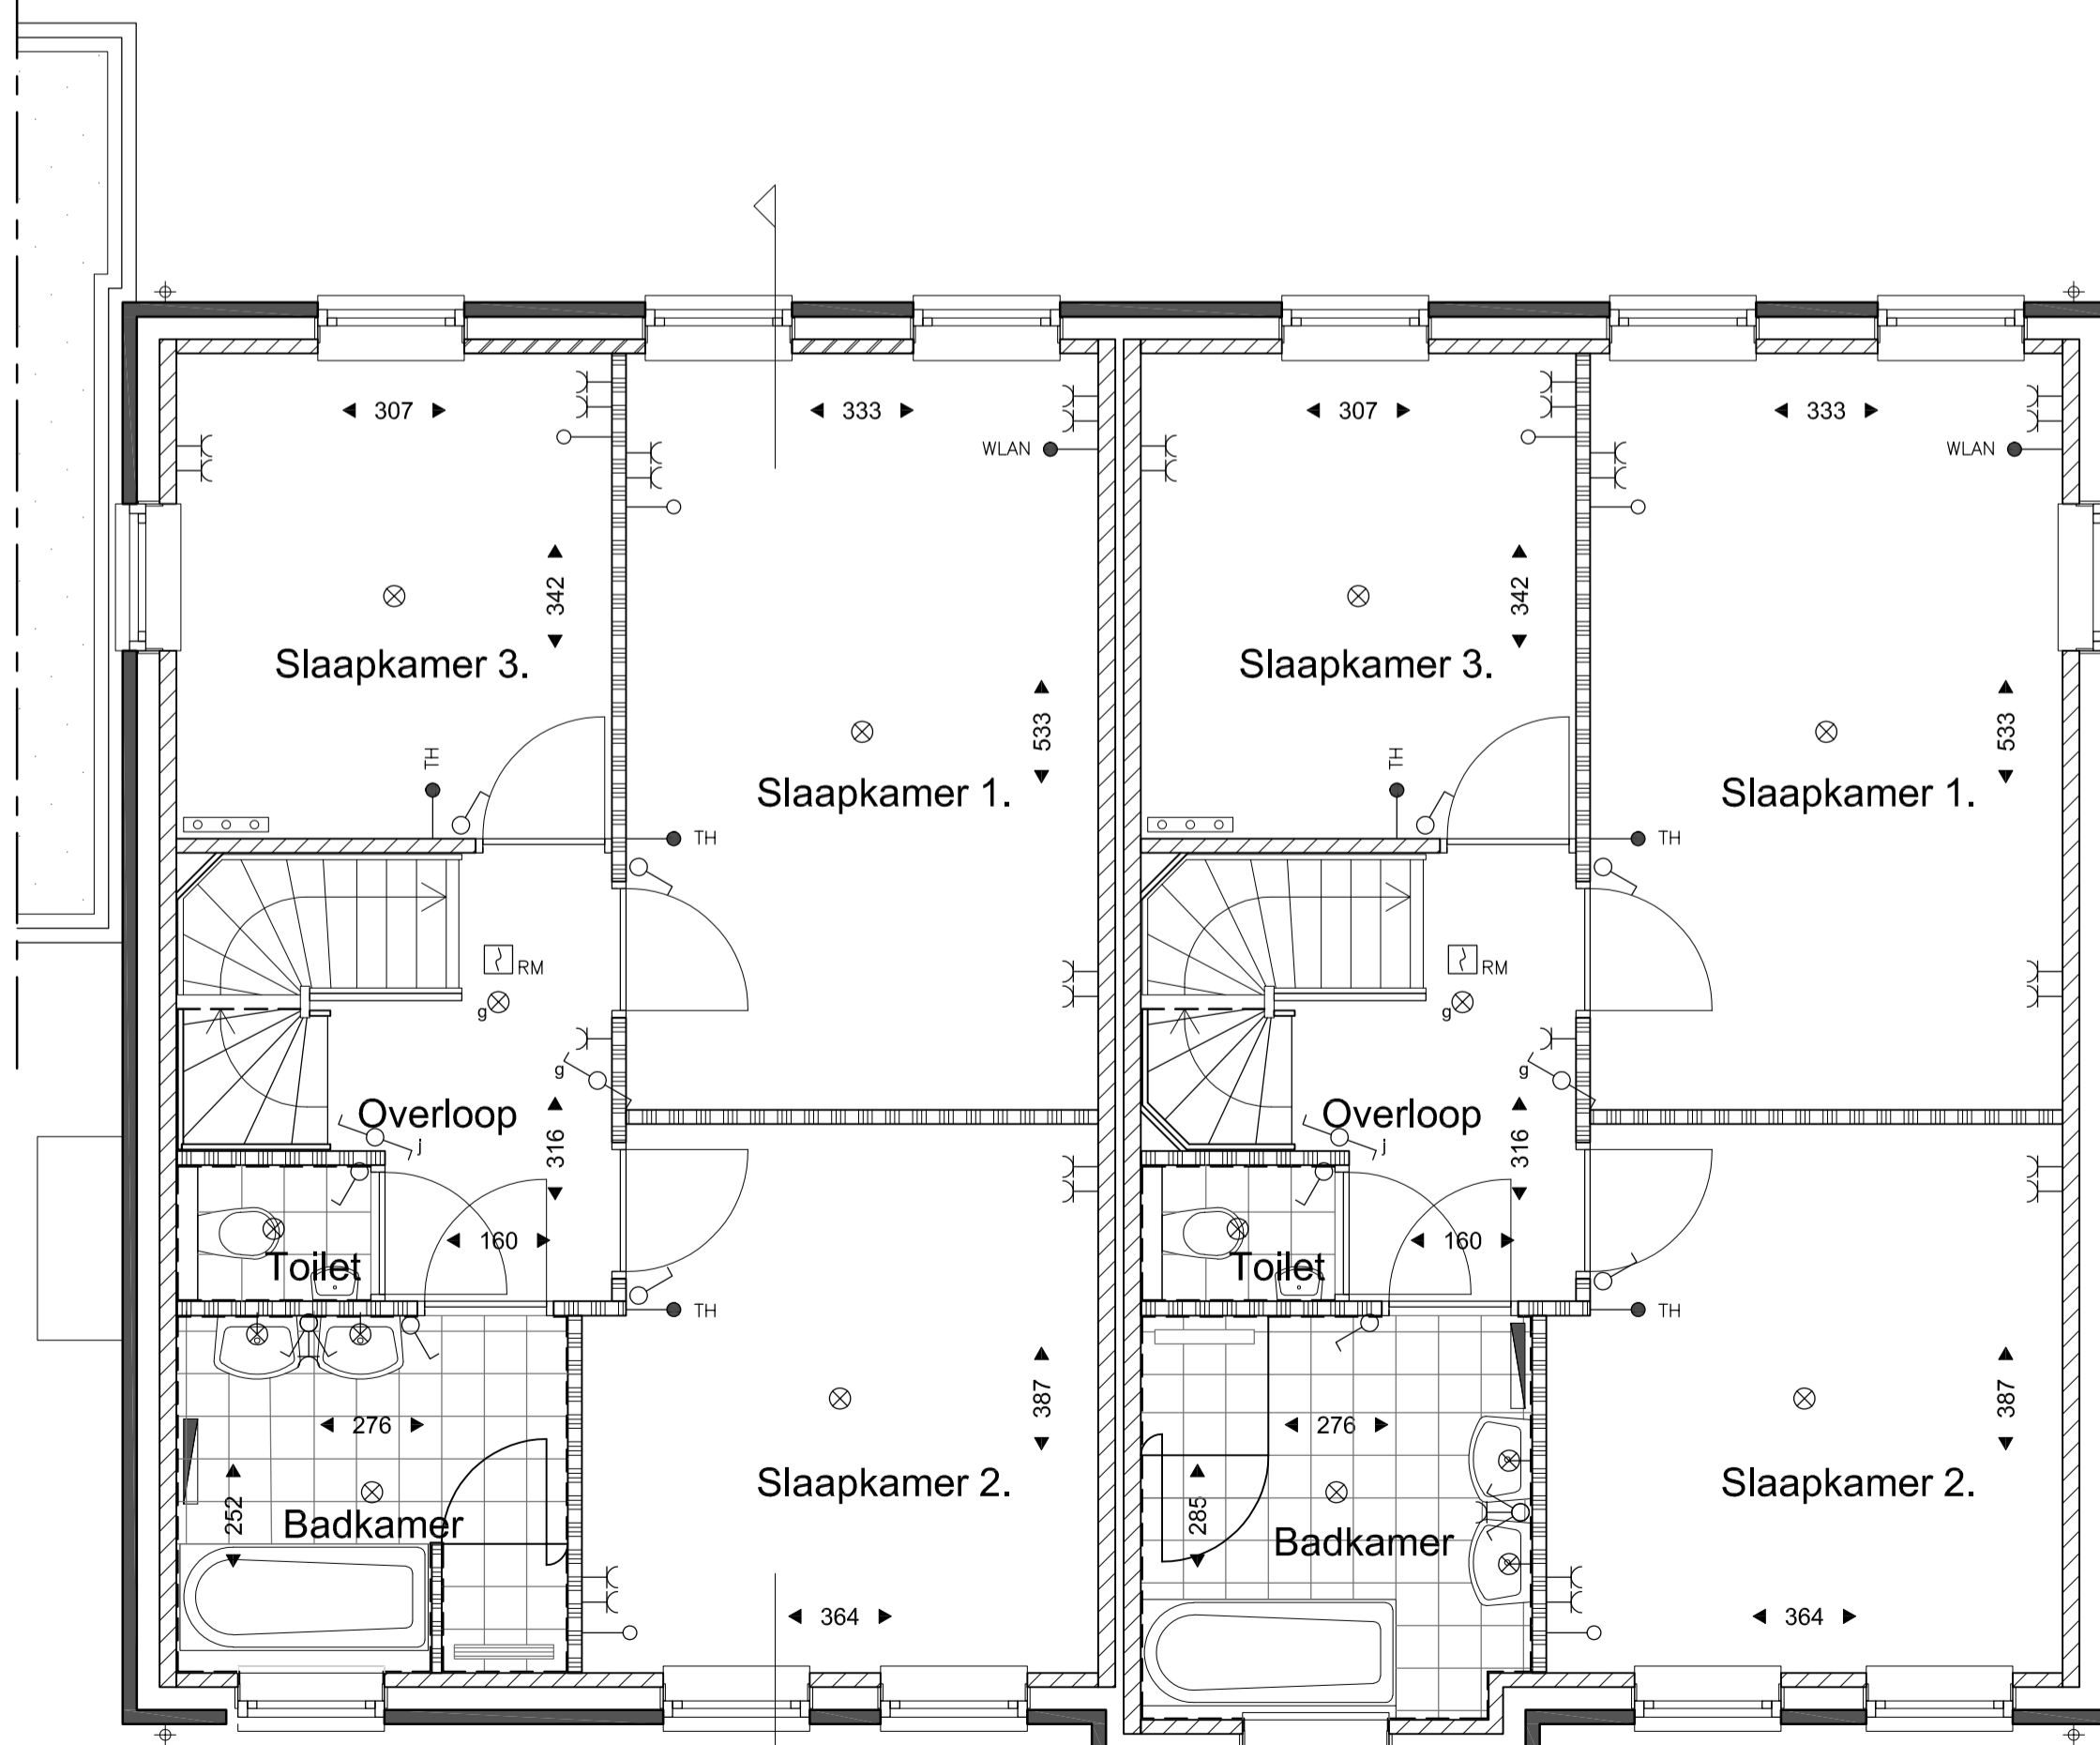 307
333
307
333
WLAN
WLAN
342
342
Slaapkamer 3.
Slaapkamer 3.
533
533
TH
TH
Slaapkamer 1.
Slaapkamer 1.
TH
TH
RM
RM
g
g
g
g
Overloop
Overloop
j
j
316
316
160
160
Toilet
Toilet
TH
TH
387
387
276
276
Slaapkamer 2.
Slaapkamer 2.
252
285
Badkamer
Badkamer
364
364